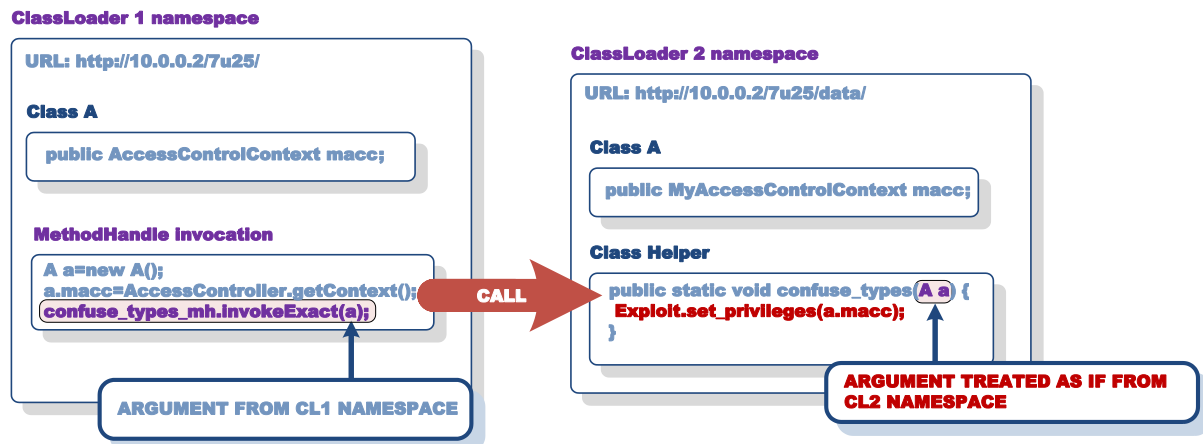 ClassLoader 1 namespace
URL: http://10.0.0.2/7u25/
Class A
public AccessControlContext macc;
MethodHandle invocation
A a=new A();
a.macc=AccessController.getContext();
confuse_types_mh.invokeExact(a);
ARGUMENT FROM CL1 NAMESPACE
CALL
ClassLoader 2 namespace
URL: http://10.0.0.2/7u25/data/
Class A
public MyAccessControlContext macc;
Class Helper
public static void confuse_types(A a) {
Exploit.set_privileges(a.macc);
}
ARGUMENT TREATED AS IF FROM
CL2 NAMESPACE